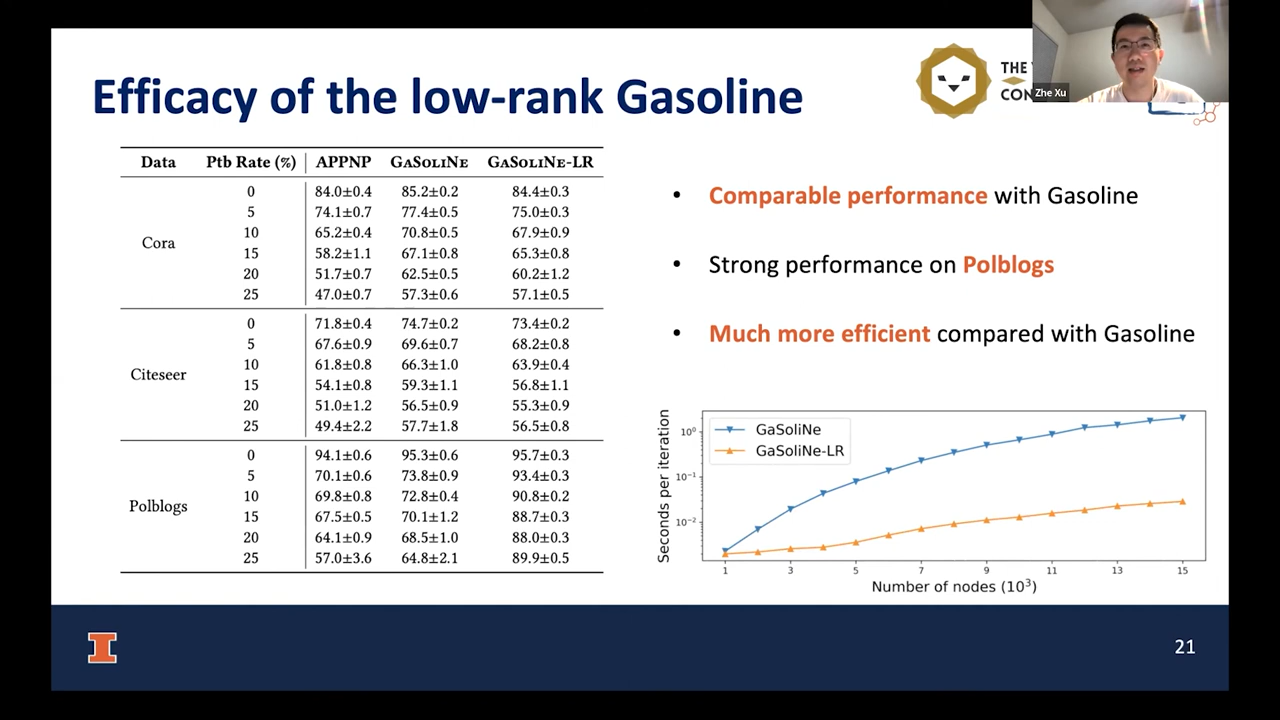 THE
CON
Zhe Xu
Efficacy of the low-rank Gasoline
Data Ptb Rate (%) APPNP GaSoliNe GaSoliNe-LR
Cora
0 84.0±0.4 85.2±0.2 84.4±0.3
5 74.1±0.7 77.4±0.5 75.0±0.3
10 65.2±0.4 70.8±0.5 67.9±0.9
15 58.2±1.1 67.1±0.8 65.3±0.8
20 51.7±0.7 62.5±0.5 60.2±1.2
25 47.0±0.7 57.3±0.6 57.1±0.5
Citeseer
0 71.8±0.4 74.7±0.2 73.4±0.2
5 67.6±0.9 69.6±0.7 68.2±0.8
10 61.8±0.8 66.3±1.0 63.9±0.4
15 54.1±0.8 59.3±1.1 56.8±1.1
20 51.0±1.2 56.5±0.9 55.3±0.9
25 49.4±2.2 57.7±1.8 56.5±0.8
Polblogs
0 94.1±0.6 95.3±0.6 95.7±0.3
5 70.1±0.6 73.8±0.9 93.4±0.3
10 69.8±0.8 72.8±0.4 90.8±0.2
15 67.5±0.5 70.1±1.2 88.7±0.3
20 64.1±0.9 68.5±1.0 88.0±0.3
25 57.0±3.6 64.8±2.1 89.9±0.5
• Comparable performance with Gasoline
• Strong performance on Polblogs
• Much more efficient compared with Gasoline
Seconds per iteration
10⁰
10⁻¹
10⁻²
GaSoliNe
GaSoliNe-LR
1 3 5 7 9 11 13 15
Number of nodes (10³)
I
21